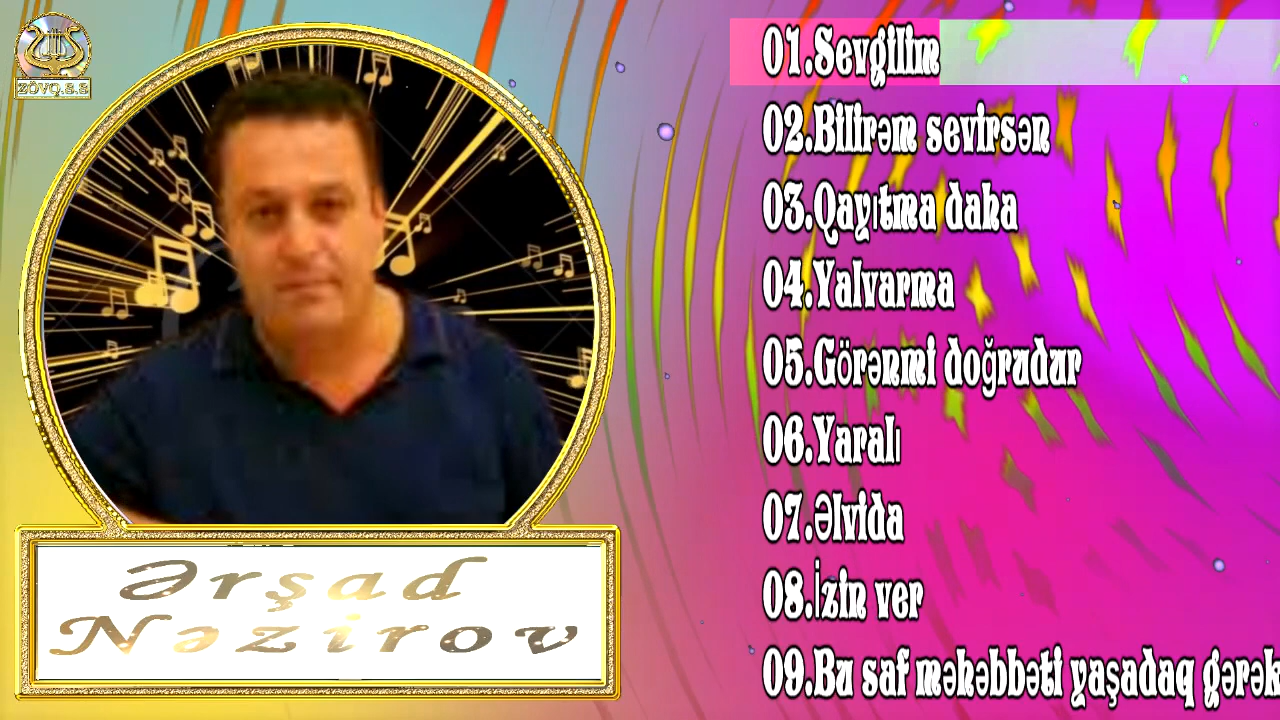 ZÖVQ.S.S
Ərşad
Nəzirov
01.Sevgilim
02.Bilirəm sevirsən
03.Qayıtma daha
04.Yalvarma
05.Görənmi doğrudur
06.Yaralı
07.Əlvida
08.İzin ver
09.Bu saf məhəbbəti yaşadaq gərək